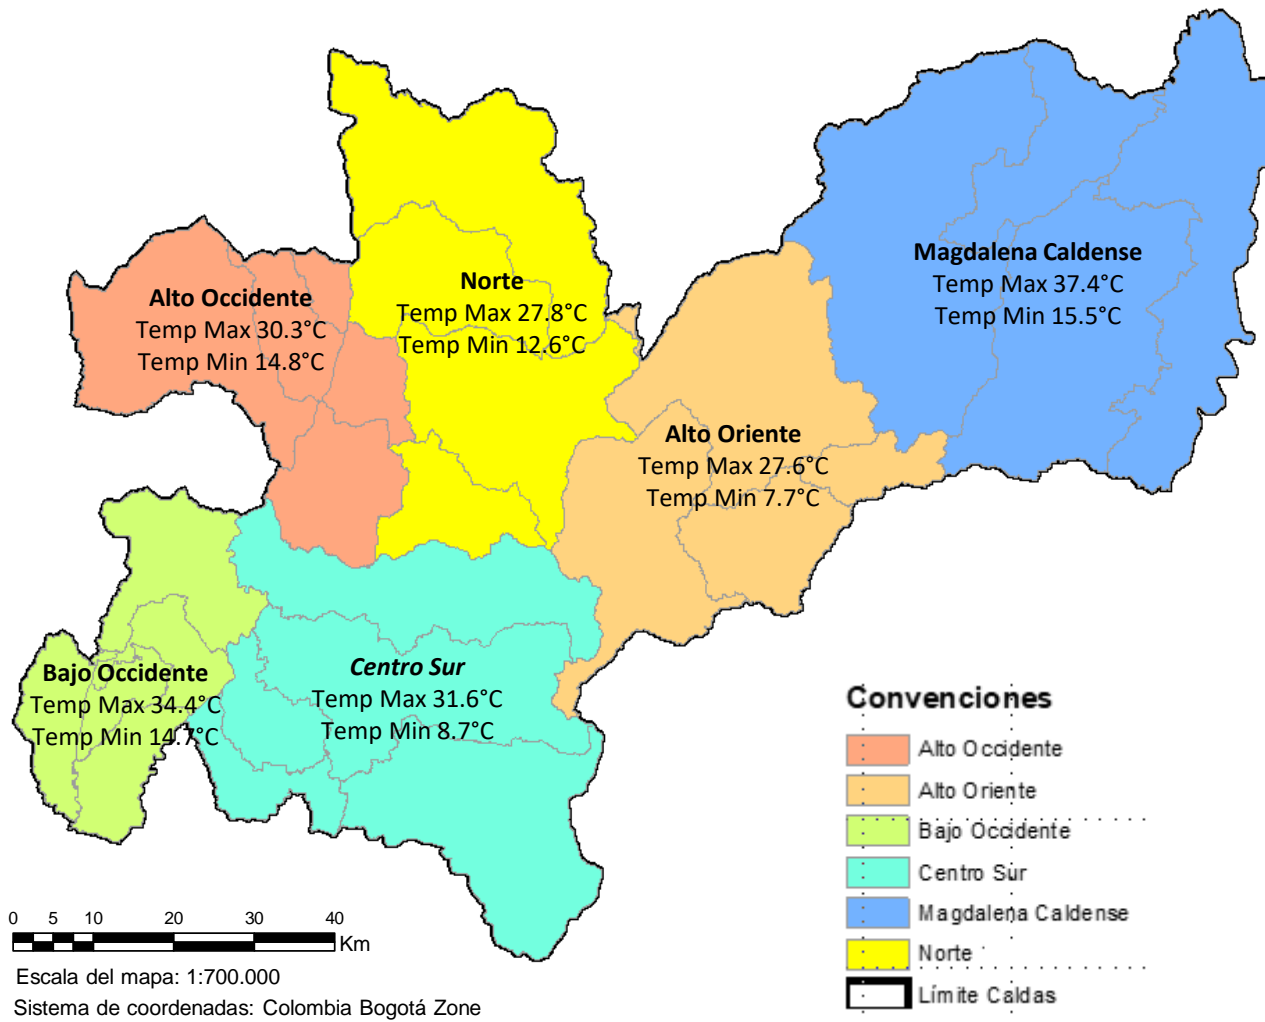 Magdalena Caldense
Temp Max 37.4°C
Temp Min 15.5°C
Norte
Temp Max 27.8°C
Temp Min 12.6°C
Alto Occidente
Temp Max 30.3°C
Temp Min 14.8°C
Alto Oriente
Temp Max 27.6°C
Temp Min 7.7°C
Bajo Occidente
Temp Max 34.4°C
Temp Min 14.7°C
Centro Sur
Temp Max 31.6°C
Temp Min 8.7°C
Convenciones
Alto Occidente
Alto Oriente
Bajo Occidente
Centro Sur
Magdalena Caldense
Norte
Límite Caldas
0 5 10 20 30 40
Km
Escala del mapa: 1:700.000
Sistema de coordenadas: Colombia Bogotá Zone